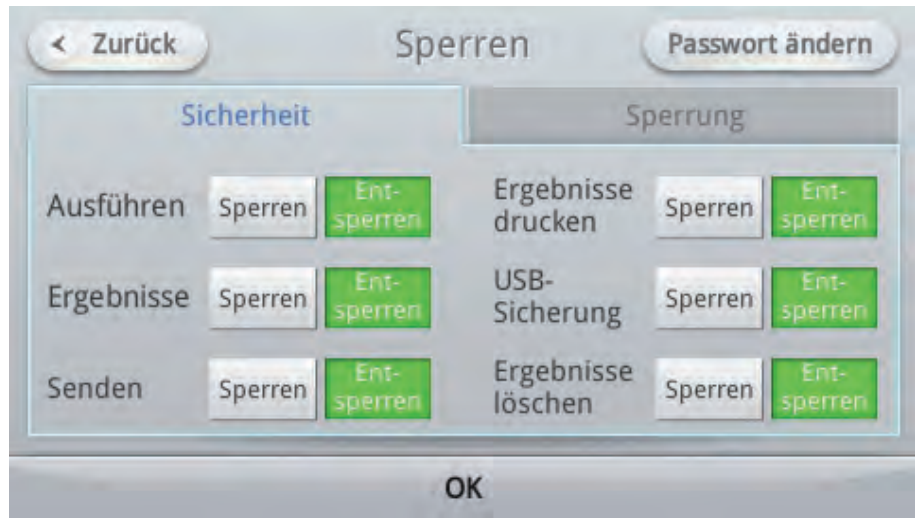 Zurück
Sperren
Passwort ändern
Sicherheit
Sperrung
Ausführen
Sperren
Ent-
sperren
Ergebnisse
drucken
Sperren
Ent-
sperren
Ergebnisse
Sperren
Ent-
sperren
USB-
Sicherung
Sperren
Ent-
sperren
Senden
Sperren
Ent-
sperren
Ergebnisse
löschen
Sperren
Ent-
sperren
OK